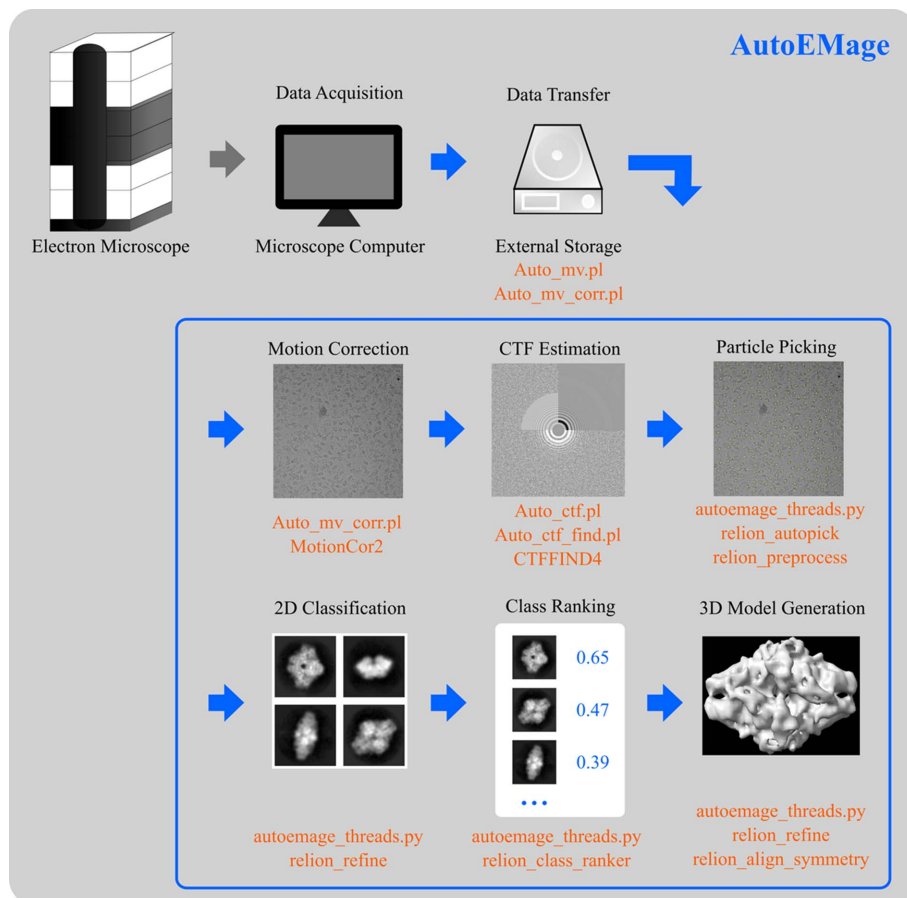 AutoEMage
Data Acquisition
Data Transfer
Electron Microscope
Microscope Computer
External Storage
Auto_mv.pl
Auto_mv_corr.pl
Motion Correction
CTF Estimation
Particle Picking
Auto_mv_corr.pl
MotionCor2
Auto_ctf.pl
Auto_ctf_find.pl
CTFFIND4
autoemage_threads.py
relion_autopick
relion_preprocess
2D Classification
Class Ranking
3D Model Generation
0.65
0.47
0.39
autoemage_threads.py
relion_refine
autoemage_threads.py
relion_class_ranker
autoemage_threads.py
relion_refine
relion_align_symmetry